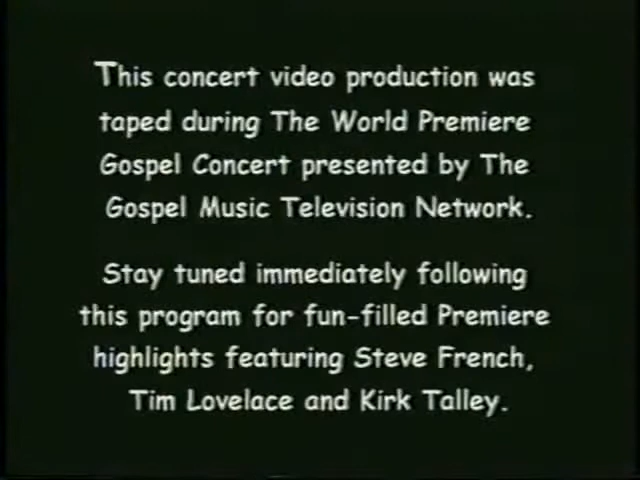 This concert video production was
taped during The World Premiere
Gospel Concert presented by The
Gospel Music Television Network.
Stay tuned immediately following
this program for fun-filled Premiere
highlights featuring Steve French,
Tim Lovelace and Kirk Talley.